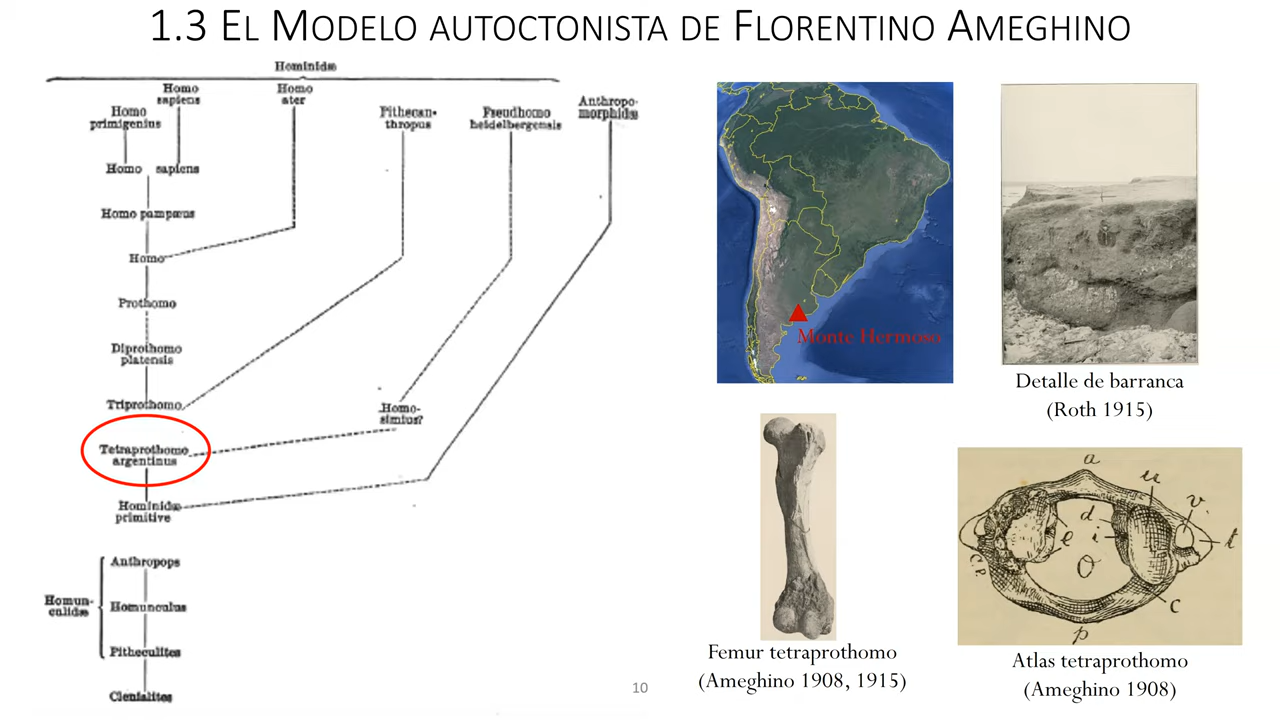 1.3 EL MODELO AUTOCTONISTA DE FLORENTINO AMEGHINO
Hominidæ
Homo
sapiens
Homo
ater
Homo
primigenius
Pithecan-
thropus
Pseudhomo
heidelbergensis
Anthropo-
morphidæ
Homo sapiens
Homo pampæus
Homo
Prothomo
Diprothomo
platensis
Triprothomo
Homo-
simius?
Tetraprothomo
argentinus
Hominidæ
primitive
Homun-
culidæ
Anthropops
Homunculus
Pitheculites
Clenialites
Monte Hermoso
Detalle de barranca
(Roth 1915)
Femur tetraprothomo
(Ameghino 1908, 1915)
a
u
v.
d
e
i
t
O
c
p
Atlas tetraprothomo
(Ameghino 1908)
10